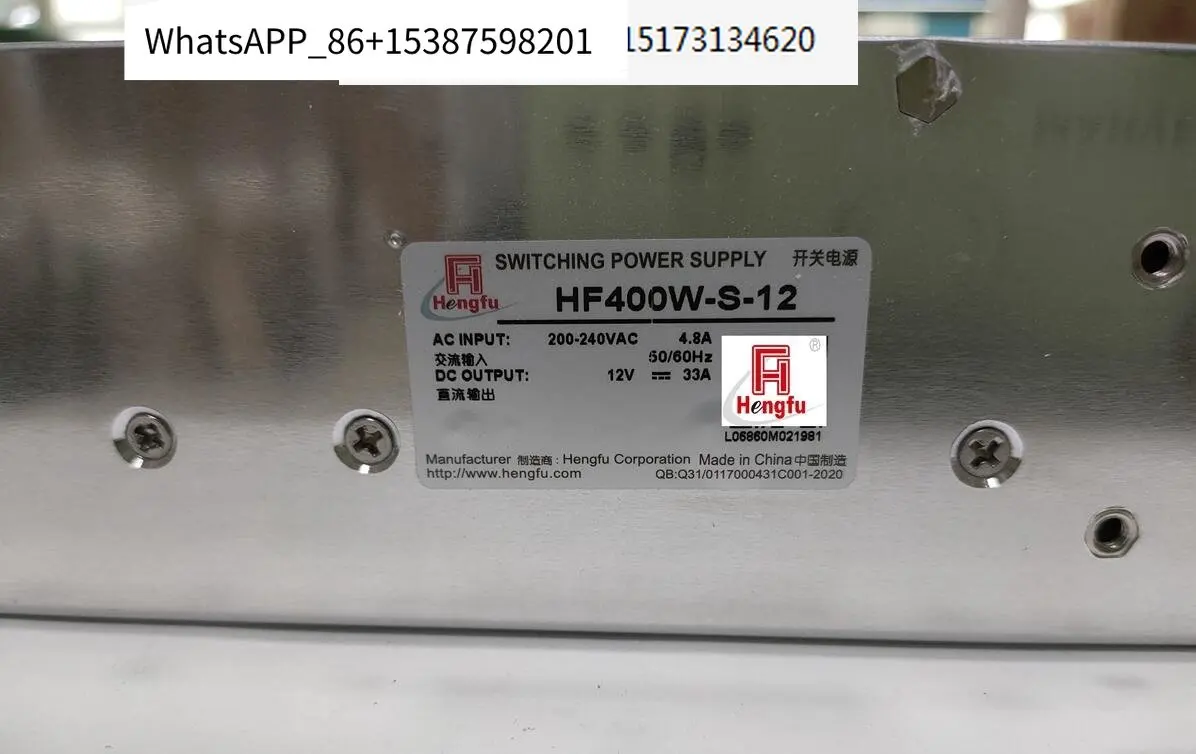 WhatsAPP_86+15387598201
15173134620
SWITCHING POWER SUPPLY 开关电源
Hengfu
HF400W-S-12
AC INPUT: 200-240VAC 4.8A
交流输入 50/60Hz
DC OUTPUT: 12V ⎓ 33A
直流输出
Hengfu ®
L06860M021981
Manufacturer 制造商: Hengfu Corporation Made in China 中国制造
http://www.hengfu.com QB:Q31/0117000431C001-2020